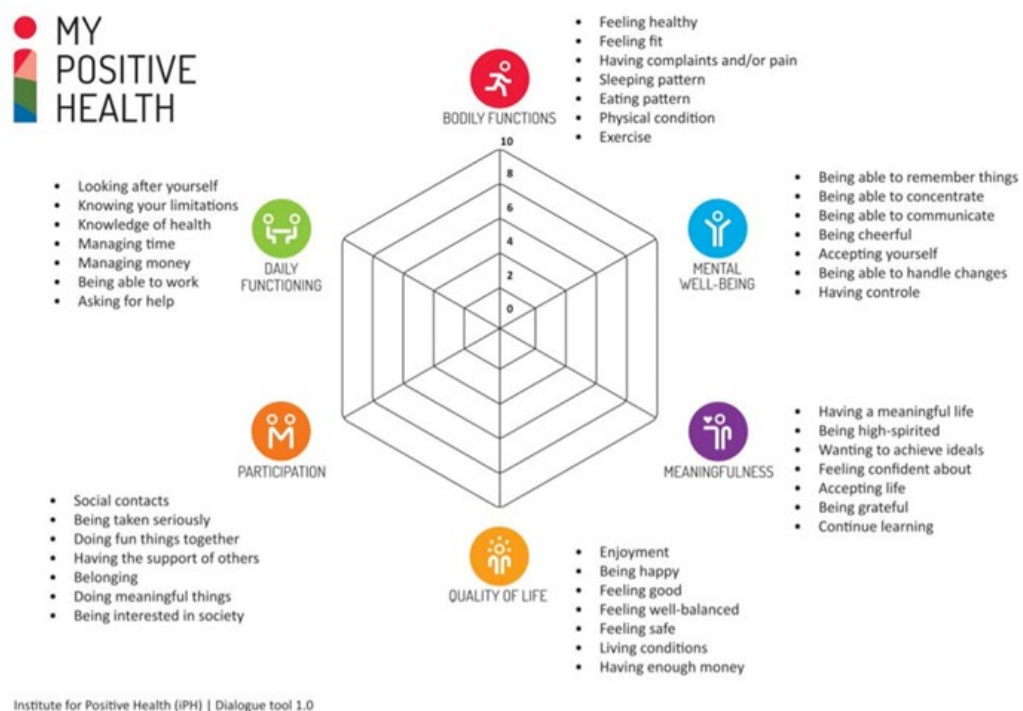 MY
POSITIVE
HEALTH
BODILY FUNCTIONS
• Feeling healthy
• Feeling fit
• Having complaints and/or pain
• Sleeping pattern
• Eating pattern
• Physical condition
• Exercise
10
8
6
4
2
0
MENTAL
WELL-BEING
• Being able to remember things
• Being able to concentrate
• Being able to communicate
• Being cheerful
• Accepting yourself
• Being able to handle changes
• Having controle
MEANINGFULNESS
• Having a meaningful life
• Being high-spirited
• Wanting to achieve ideals
• Feeling confident about
• Accepting life
• Being grateful
• Continue learning
QUALITY OF LIFE
• Enjoyment
• Being happy
• Feeling good
• Feeling well-balanced
• Feeling safe
• Living conditions
• Having enough money
PARTICIPATION
• Social contacts
• Being taken seriously
• Doing fun things together
• Having the support of others
• Belonging
• Doing meaningful things
• Being interested in society
DAILY
FUNCTIONING
• Looking after yourself
• Knowing your limitations
• Knowledge of health
• Managing time
• Managing money
• Being able to work
• Asking for help
Institute for Positive Health (iPH) | Dialogue tool 1.0